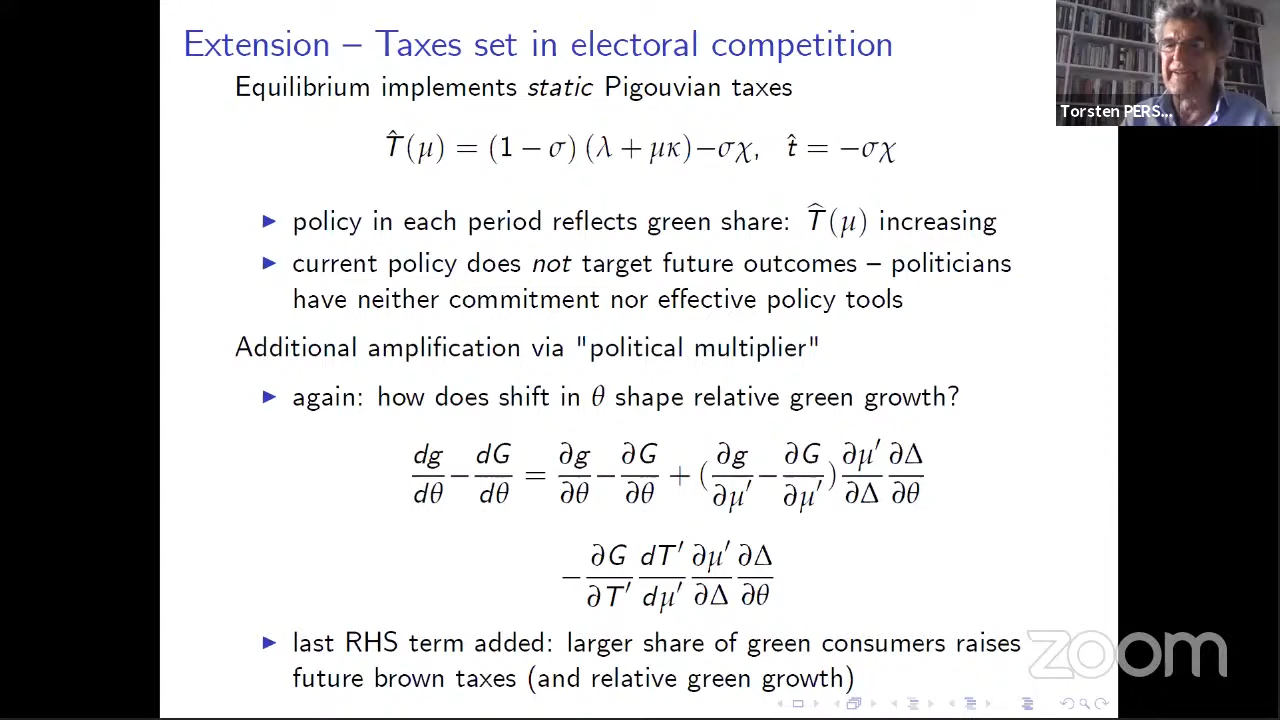 Extension – Taxes set in electoral competition
Equilibrium implements static Pigouvian taxes
T̂(μ) = (1 − σ) (λ + μκ)−σχ, t̂ = −σχ
▶ policy in each period reflects green share: T̂(μ) increasing
▶ current policy does not target future outcomes – politicians
have neither commitment nor effective policy tools
Additional amplification via "political multiplier"
▶ again: how does shift in θ shape relative green growth?
dg/dθ − dG/dθ = ∂g/∂θ − ∂G/∂θ + (∂g/∂μ′ − ∂G/∂μ′) ∂μ′/∂Δ ∂Δ/∂θ
− ∂G/∂T′ dT′/dμ′ ∂μ′/∂Δ ∂Δ/∂θ
▶ last RHS term added: larger share of green consumers raises
future brown taxes (and relative green growth)
Torsten PERS...
zoom